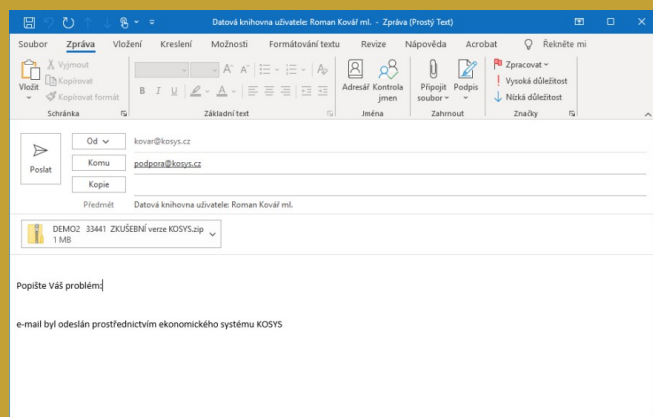 Datová knihovna uživatele: Roman Kovář ml. - Zpráva (Prostý Text)
Soubor Zpráva Vložení Kreslení Možnosti Formátování textu Revize Nápověda Acrobat Řekněte mi
Vložit
Vyjmout
Kopírovat
Kopírovat formát
Schránka
B I U
Základní text
Adresář Kontrola jmen
Jména
Připojit soubor Podpis
Zahrnout
Zpracovat
Vysoká důležitost
Nízká důležitost
Značky
Poslat
Od kovar@kosys.cz
Komu podpora@kosys.cz
Kopie
Předmět Datová knihovna uživatele: Roman Kovář ml.
DEMO2 33441 ZKUŠEBNÍ verze KOSYS.zip
1 MB
Popište Váš problém:
e-mail byl odeslán prostřednictvím ekonomického systému KOSYS